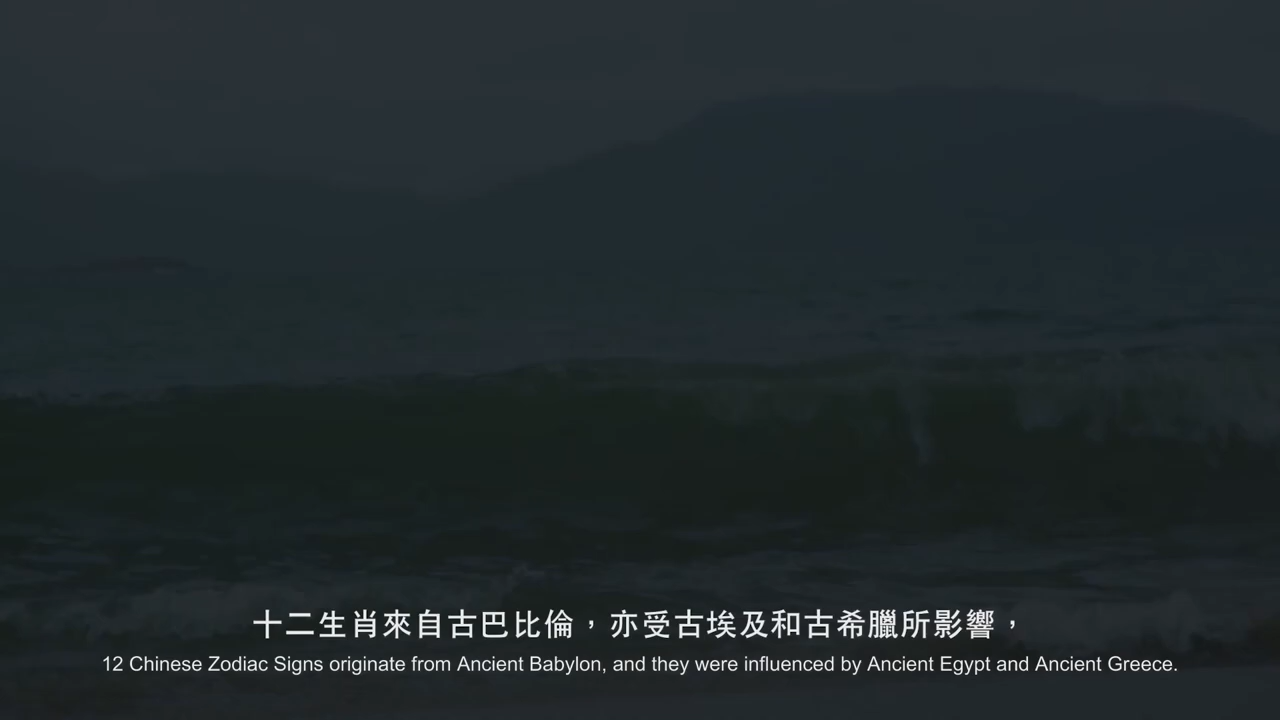 十二生肖來自古巴比倫，亦受古埃及和古希臘所影響，
12 Chinese Zodiac Signs originate from Ancient Babylon, and they were influenced by Ancient Egypt and Ancient Greece.